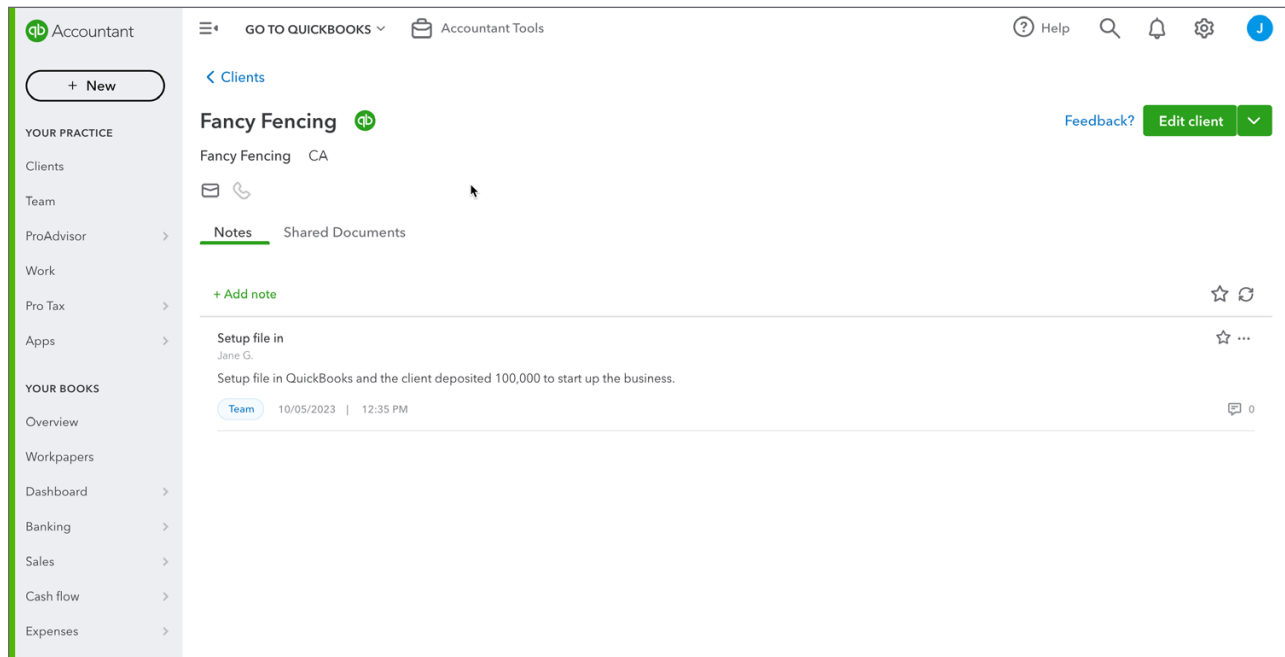 qb Accountant
GO TO QUICKBOOKS
Accountant Tools
Help
J
+ New
YOUR PRACTICE
Clients
Team
ProAdvisor
Work
Pro Tax
Apps
YOUR BOOKS
Overview
Workpapers
Dashboard
Banking
Sales
Cash flow
Expenses
Clients
Fancy Fencing qb
Feedback?
Edit client
Fancy Fencing CA
Notes
Shared Documents
+ Add note
Setup file in
Jane G.
Setup file in QuickBooks and the client deposited 100,000 to start up the business.
Team 10/05/2023 | 12:35 PM
0